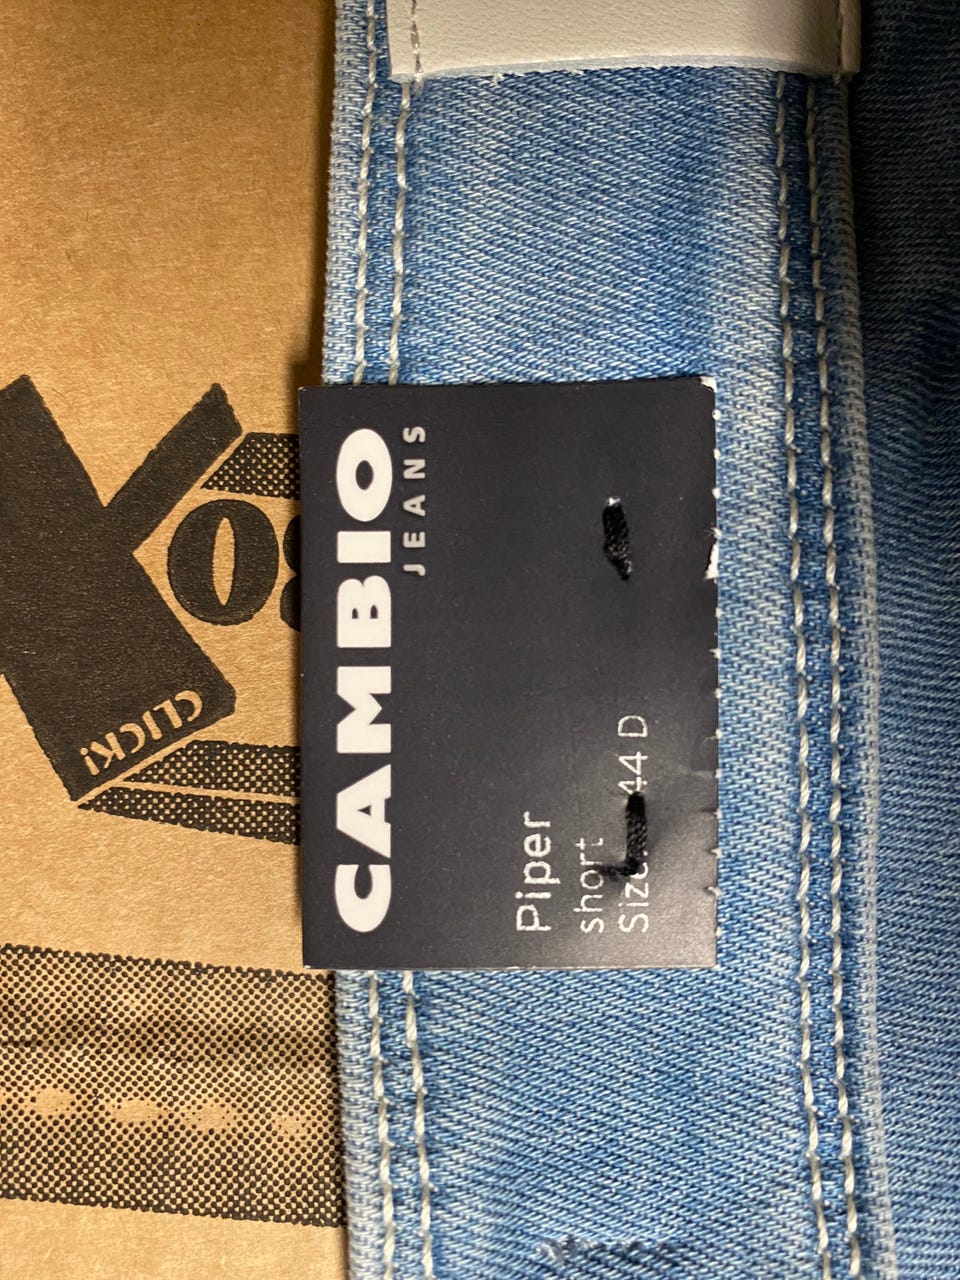 CAMBIO
JEANS
Piper
short
Size: 44 D
CLICK!